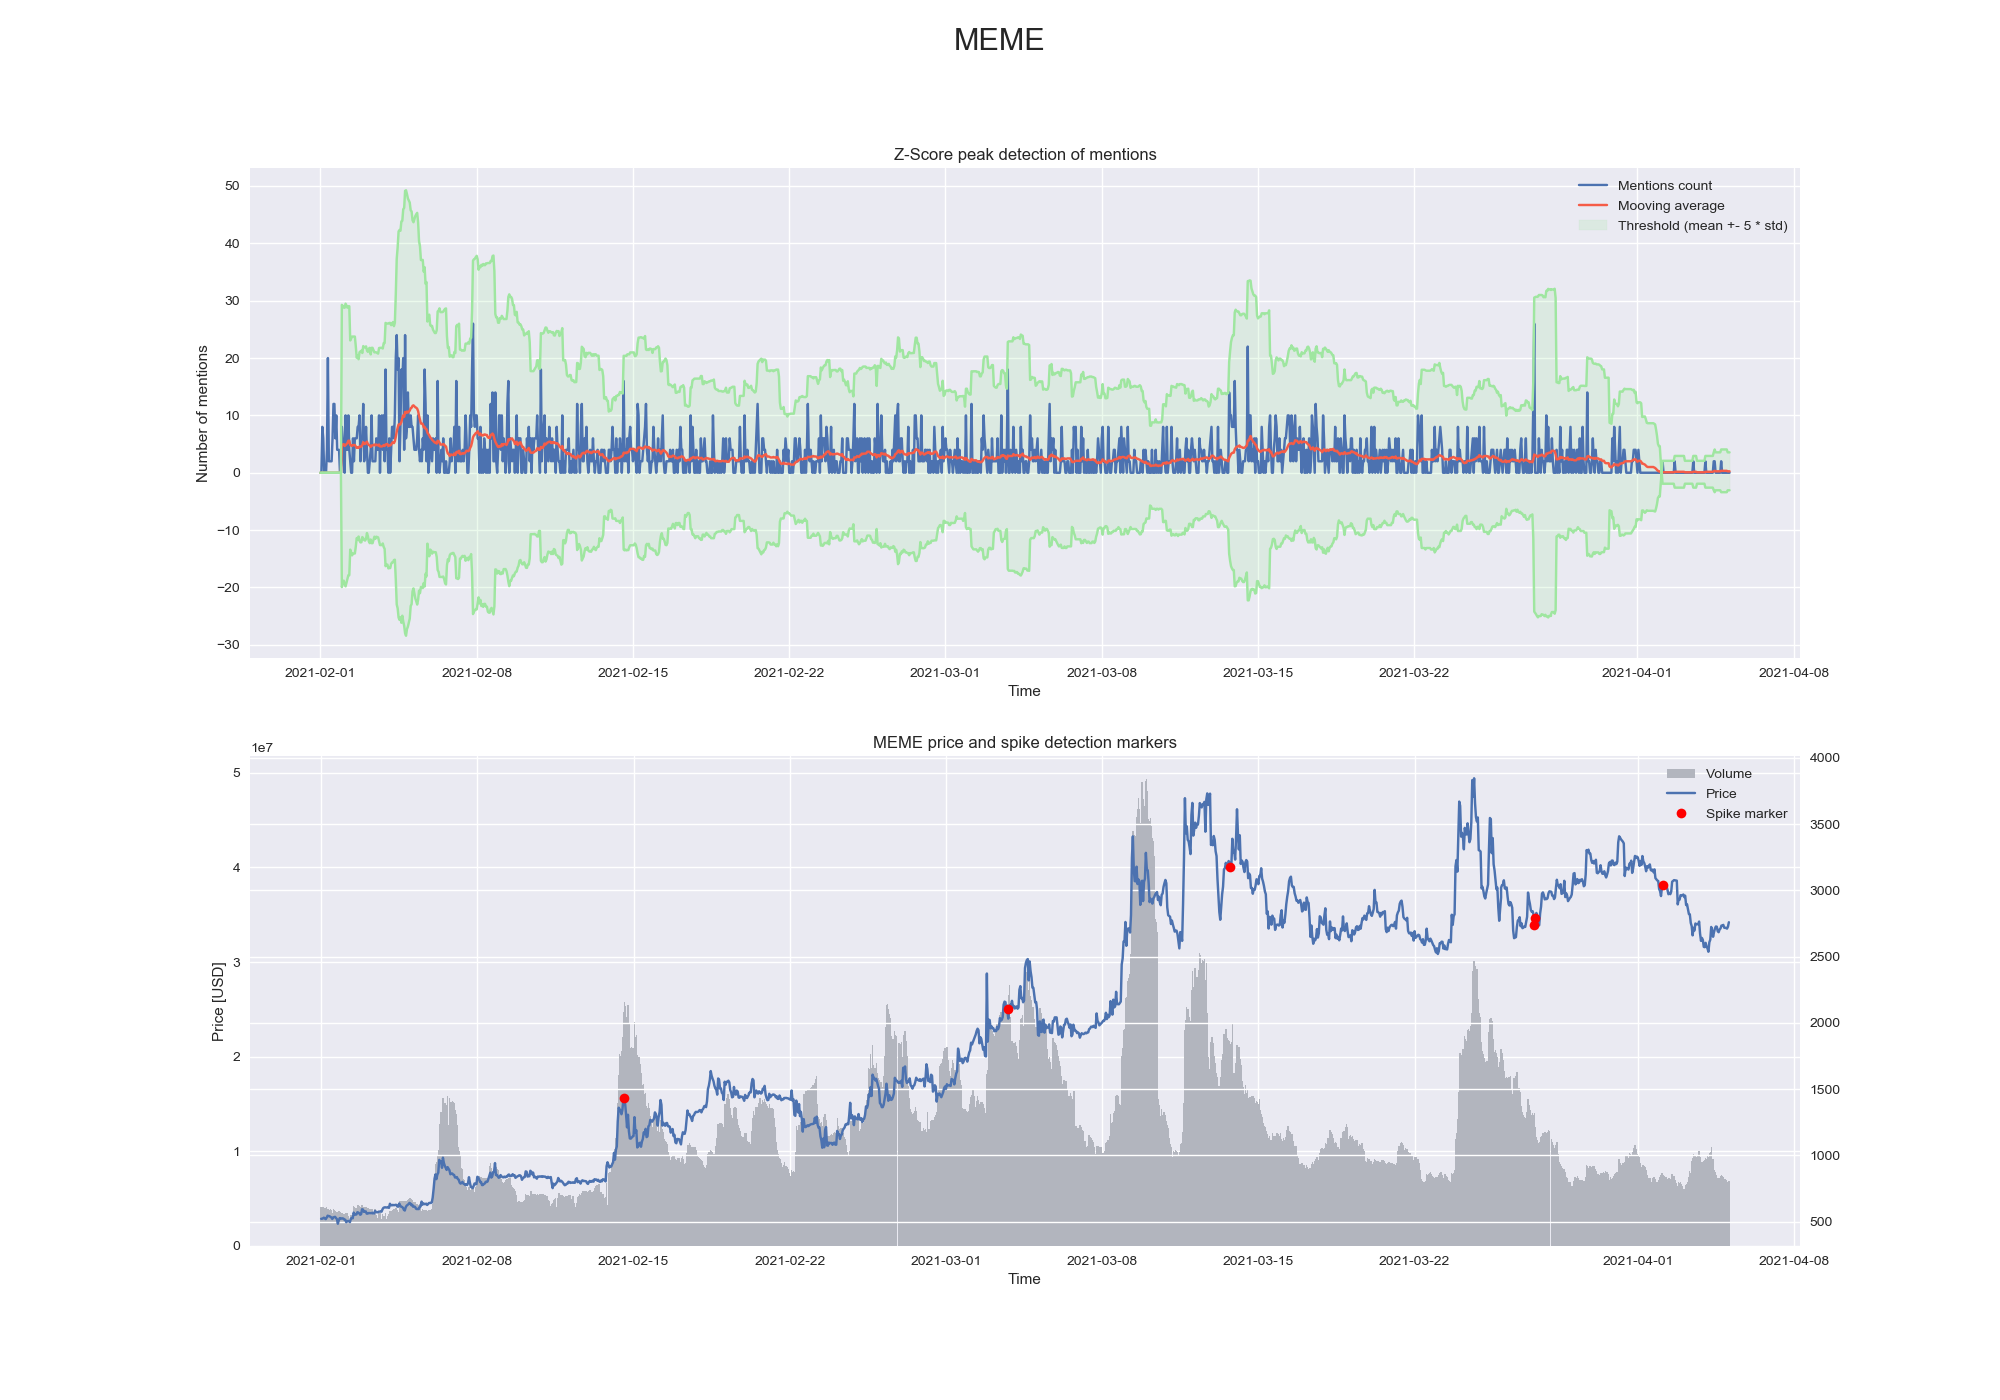 MEME
Z-Score peak detection of mentions
Mentions count
Mooving average
Threshold (mean +- 5 * std)
Number of mentions
50
40
30
20
10
0
−10
−20
−30
2021-02-01 2021-02-08 2021-02-15 2021-02-22 2021-03-01 2021-03-08 2021-03-15 2021-03-22 2021-04-01 2021-04-08
Time
MEME price and spike detection markers
1e7
Volume
Price
Spike marker
Price [USD]
5
4
3
2
1
0
4000
3500
3000
2500
2000
1500
1000
500
2021-02-01 2021-02-08 2021-02-15 2021-02-22 2021-03-01 2021-03-08 2021-03-15 2021-03-22 2021-04-01 2021-04-08
Time